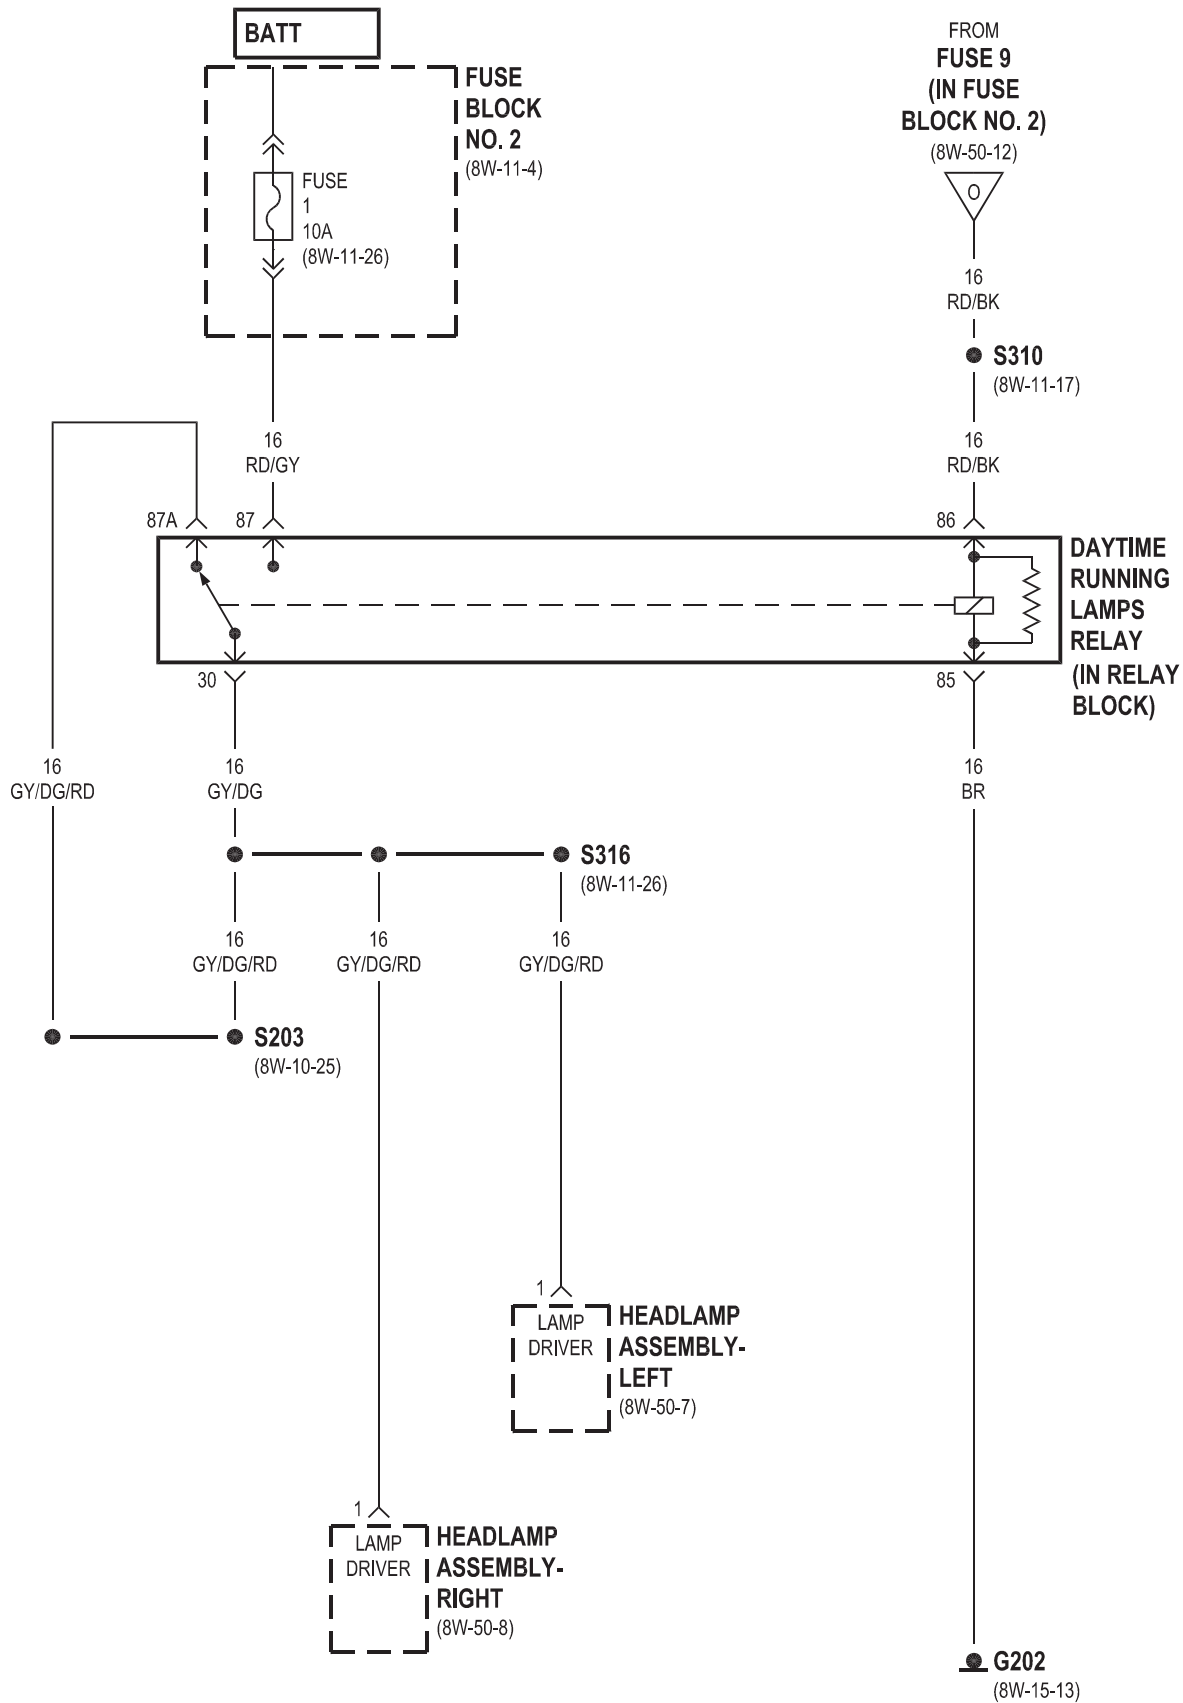 BATT
FUSE
BLOCK
NO. 2
(8W-11-4)
FUSE
1
10A
(8W-11-26)
FROM
FUSE 9
(IN FUSE
BLOCK NO. 2)
(8W-50-12)
O
16
RD/BK
S310
(8W-11-17)
16
RD/GY
16
RD/BK
87A
87
86
DAYTIME
RUNNING
LAMPS
RELAY
(IN RELAY
BLOCK)
30
85
16
GY/DG/RD
16
GY/DG
16
BR
S316
(8W-11-26)
16
GY/DG/RD
16
GY/DG/RD
16
GY/DG/RD
S203
(8W-10-25)
1
LAMP
DRIVER
HEADLAMP
ASSEMBLY-
LEFT
(8W-50-7)
1
LAMP
DRIVER
HEADLAMP
ASSEMBLY-
RIGHT
(8W-50-8)
G202
(8W-15-13)